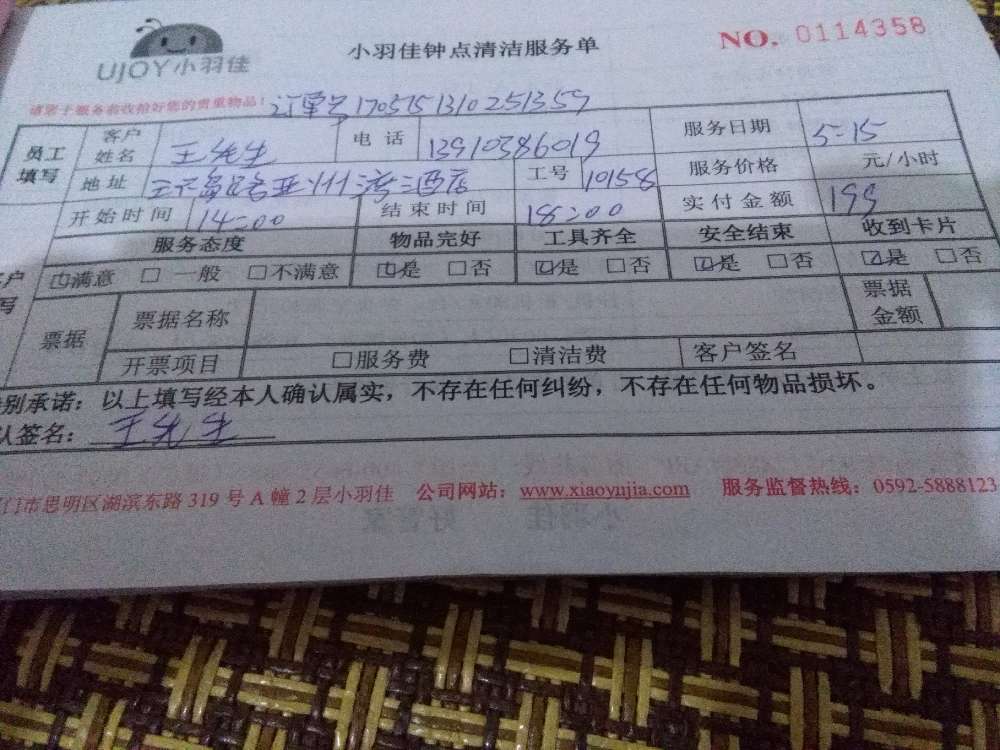 UJOY小羽佳
小羽佳钟点清洁服务单
NO. 0114358
请您于服务前收拾好您的贵重物品！ 订单号1705151310251359
员工填写 客户姓名 王先生 电话 13910386019 服务日期 5-15
地址 亚洲湾酒店 工号 10158 服务价格 元/小时
开始时间 14:00 结束时间 18:00 实付金额 199
服务态度 物品完好 工具齐全 安全结束 收到卡片
☑满意 □一般 □不满意 ☑是 □否 ☑是 □否 ☑是 □否 ☑是 □否
票据 票据名称 票据金额
开票项目 □服务费 □清洁费 客户签名
别承诺：以上填写经本人确认属实，不存在任何纠纷，不存在任何物品损坏。
认签名：王先生
门市思明区湖滨东路 319 号 A 幢 2 层小羽佳 公司网站：www.xiaoyujia.com 服务监督热线：0592-5888123